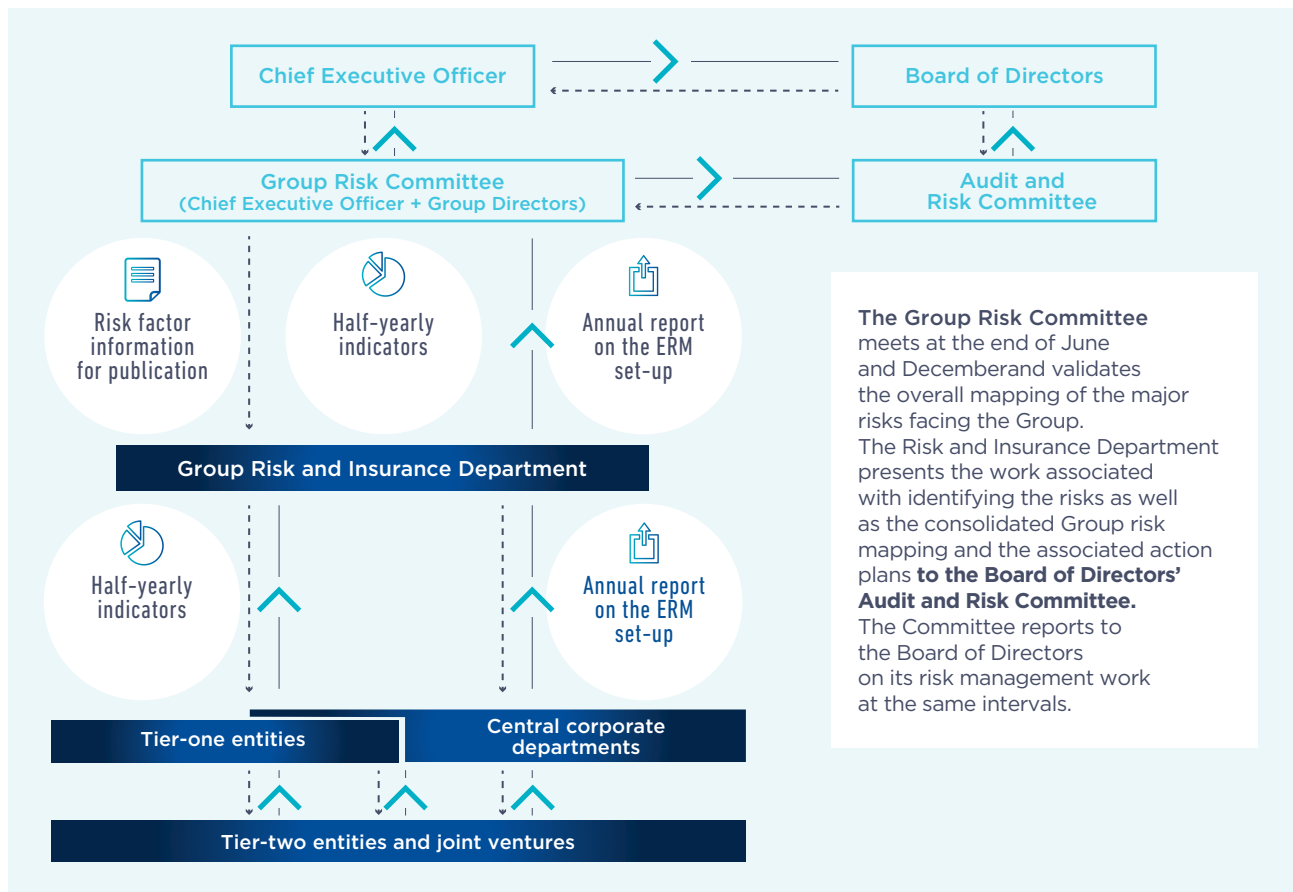 Chief Executive Officer
Board of Directors
Group Risk Committee
(Chief Executive Officer + Group Directors)
Audit and
Risk Committee
Risk factor
information
for publication
Half-yearly
indicators
Annual report
on the ERM
set-up
Group Risk and Insurance Department
Half-yearly
indicators
Annual report
on the ERM
set-up
Tier-one entities
Central corporate
departments
Tier-two entities and joint ventures
The Group Risk Committee
meets at the end of June
and Decemberand validates
the overall mapping of the major
risks facing the Group.
The Risk and Insurance Department
presents the work associated
with identifying the risks as well
as the consolidated Group risk
mapping and the associated action
plans to the Board of Directors’
Audit and Risk Committee.
The Committee reports to
the Board of Directors
on its risk management work
at the same intervals.